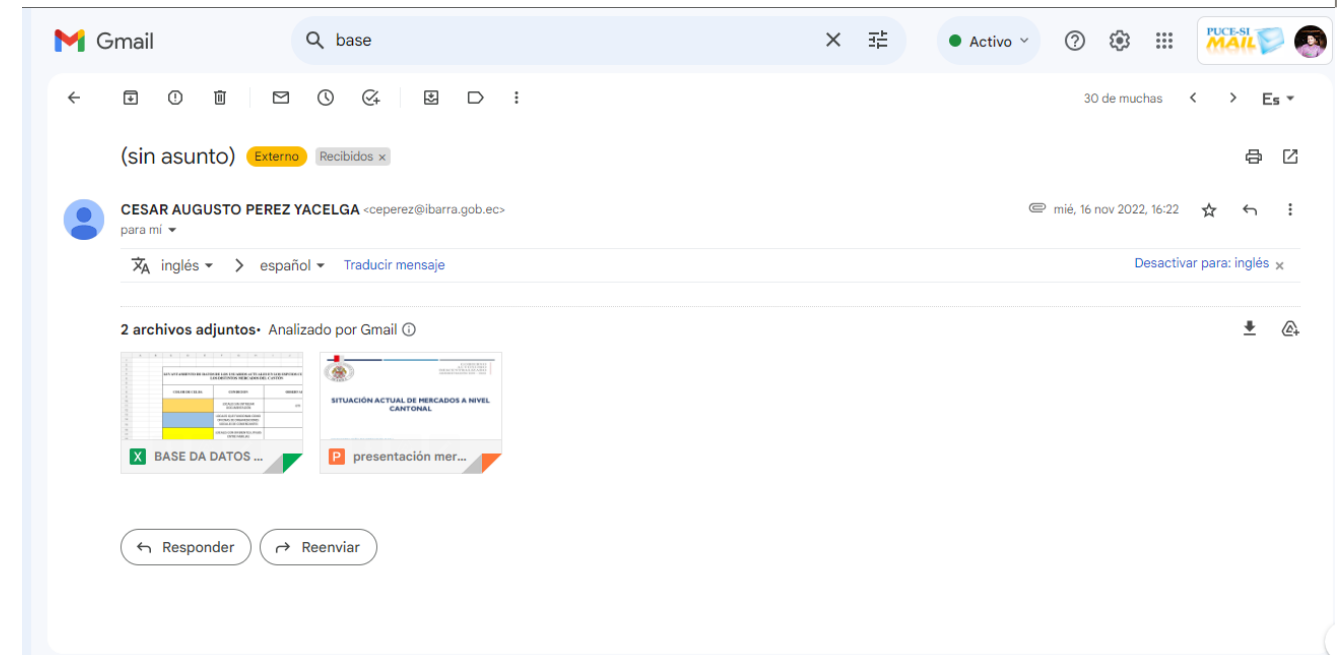 Gmail
base
Activo
PUCE-SI
MAIL
30 de muchas
Es
(sin asunto) Externo Recibidos ×
CESAR AUGUSTO PEREZ YACELGA <ceperez@ibarra.gob.ec>
mié, 16 nov 2022, 16:22
para mí
inglés > español Traducir mensaje
Desactivar para: inglés ×
2 archivos adjuntos• Analizado por Gmail
SITUACIÓN ACTUAL DE MERCADOS A NIVEL
CANTONAL
X BASE DA DATOS ...
P presentación mer...
Responder
Reenviar